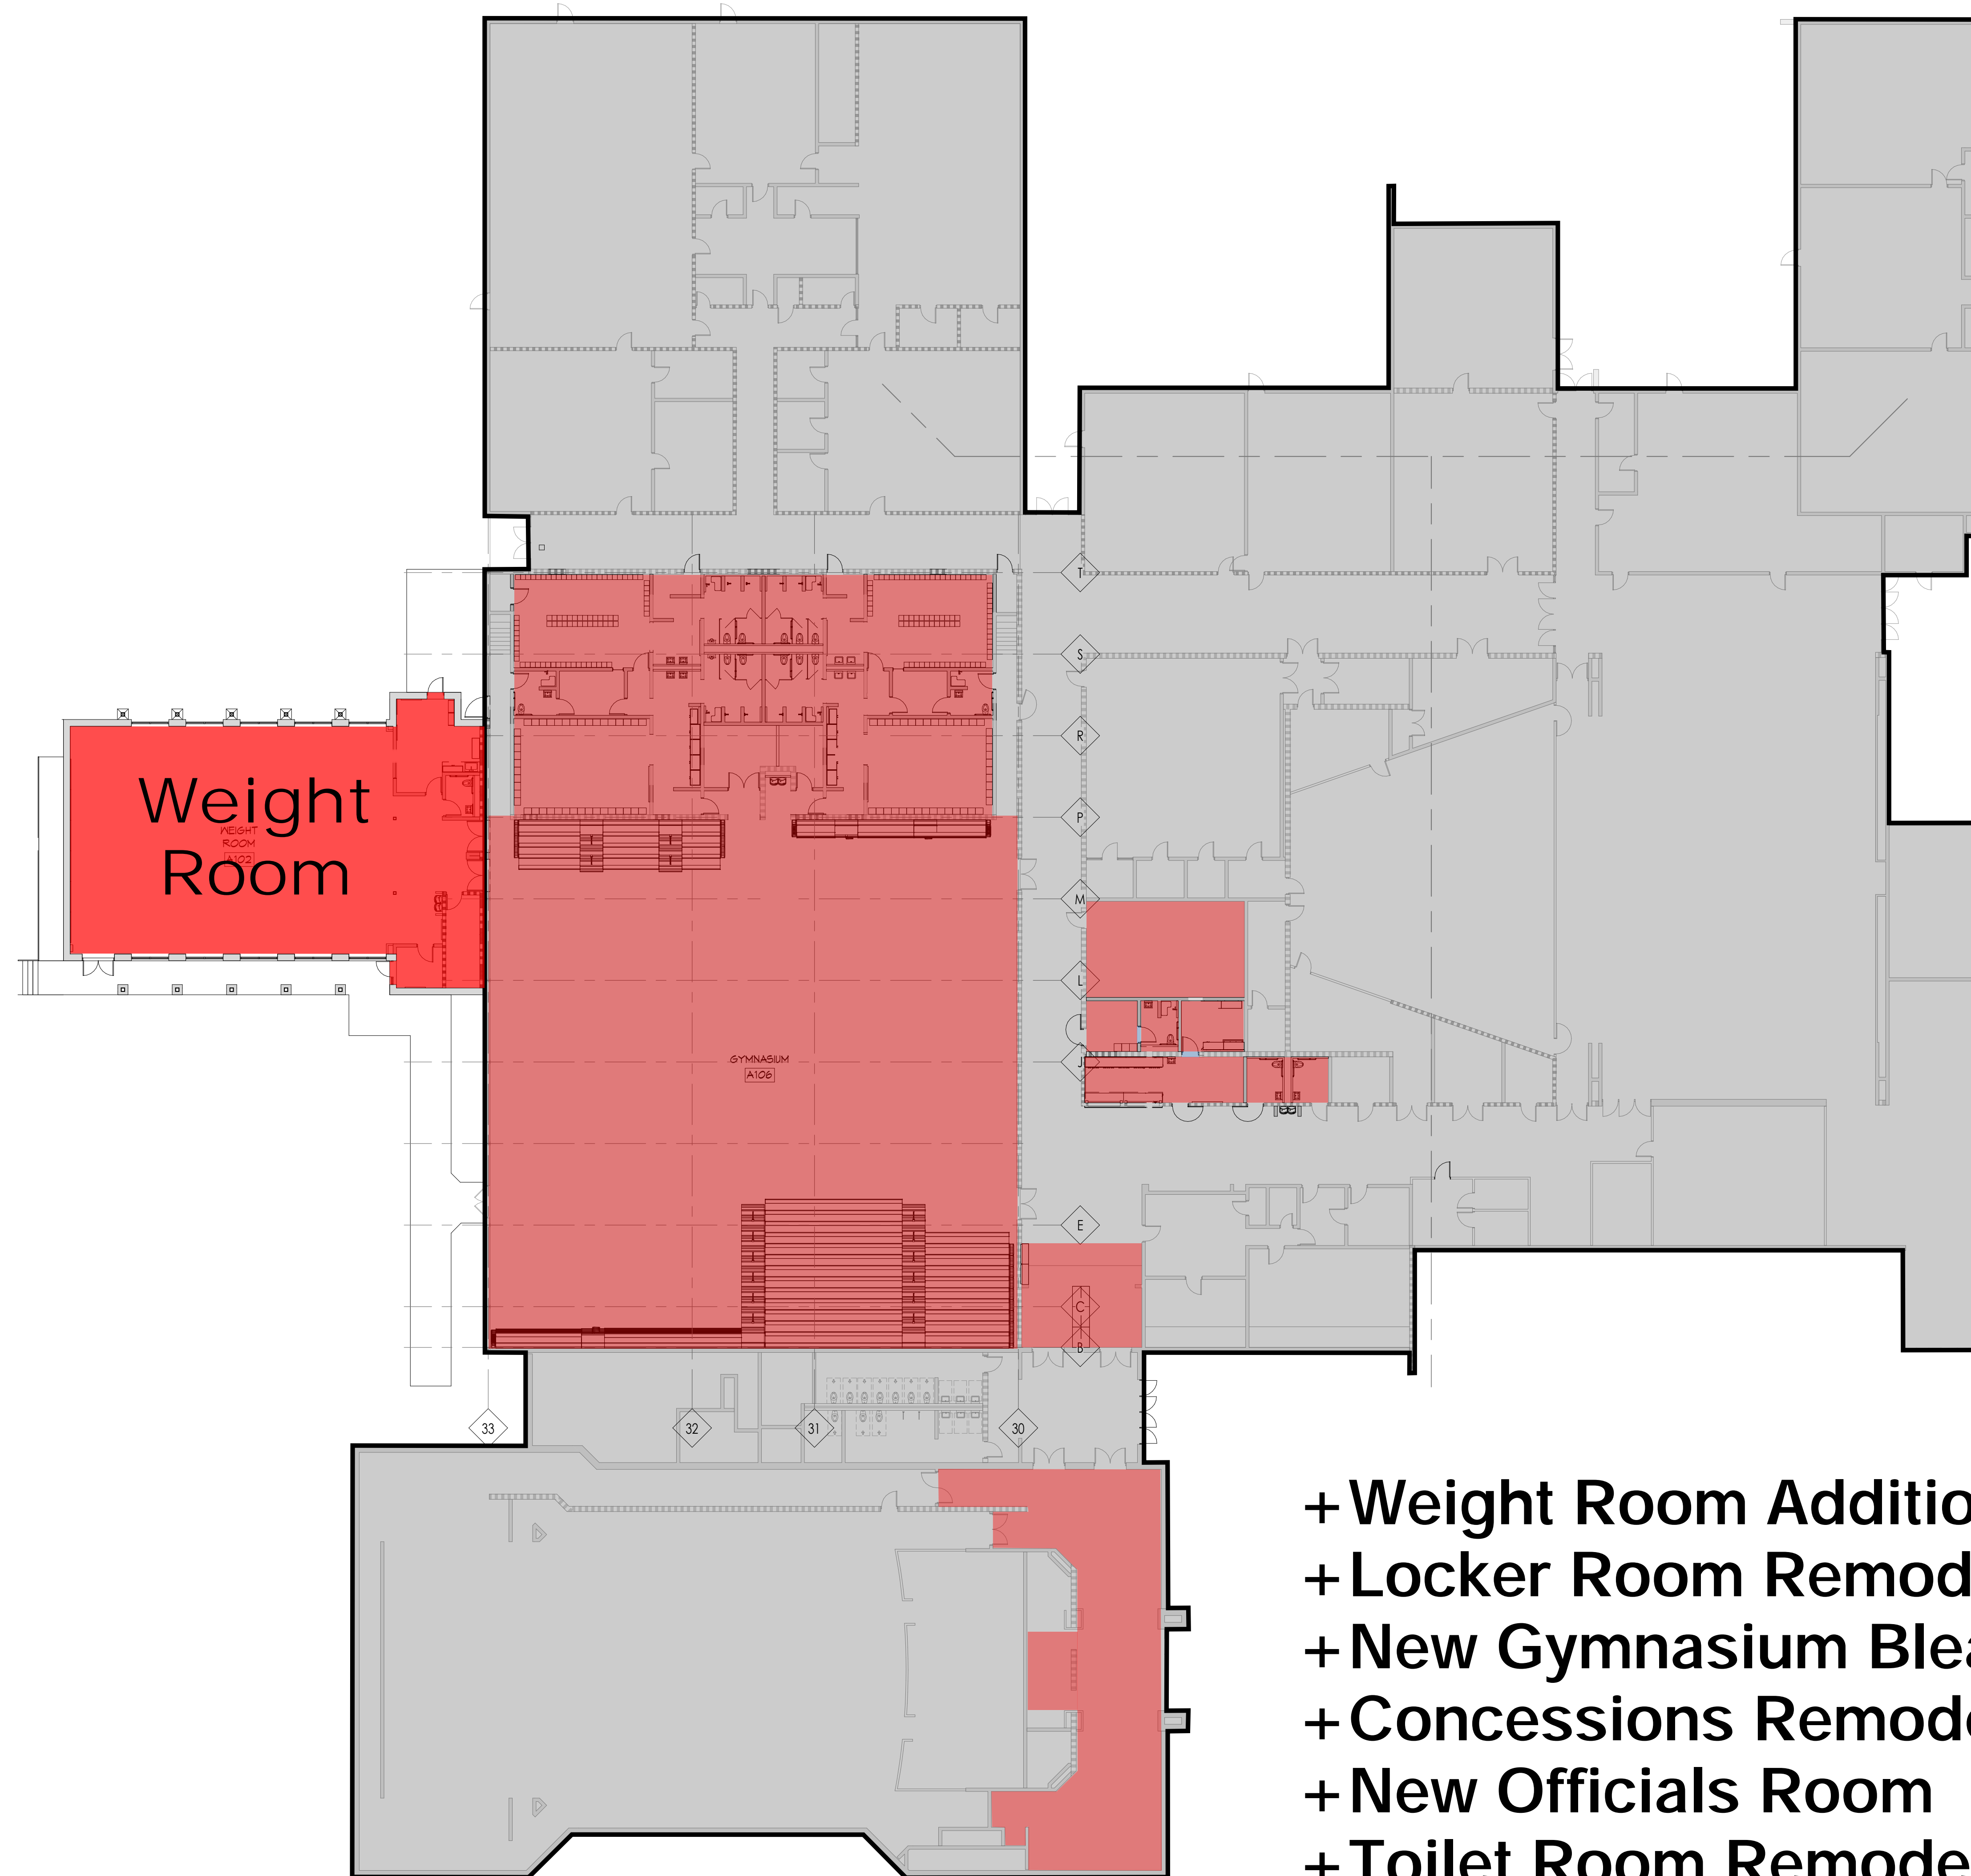 T
S
Weight
Room
WEIGHT
ROOM
A102
R
P
M
L
GYMNASIUM
A106
J
E
C
B
33
32
31
30
+Weight Room Additio
+Locker Room Remod
+New Gymnasium Blea
+Concessions Remode
+New Officials Room
+Toilet Room Remode